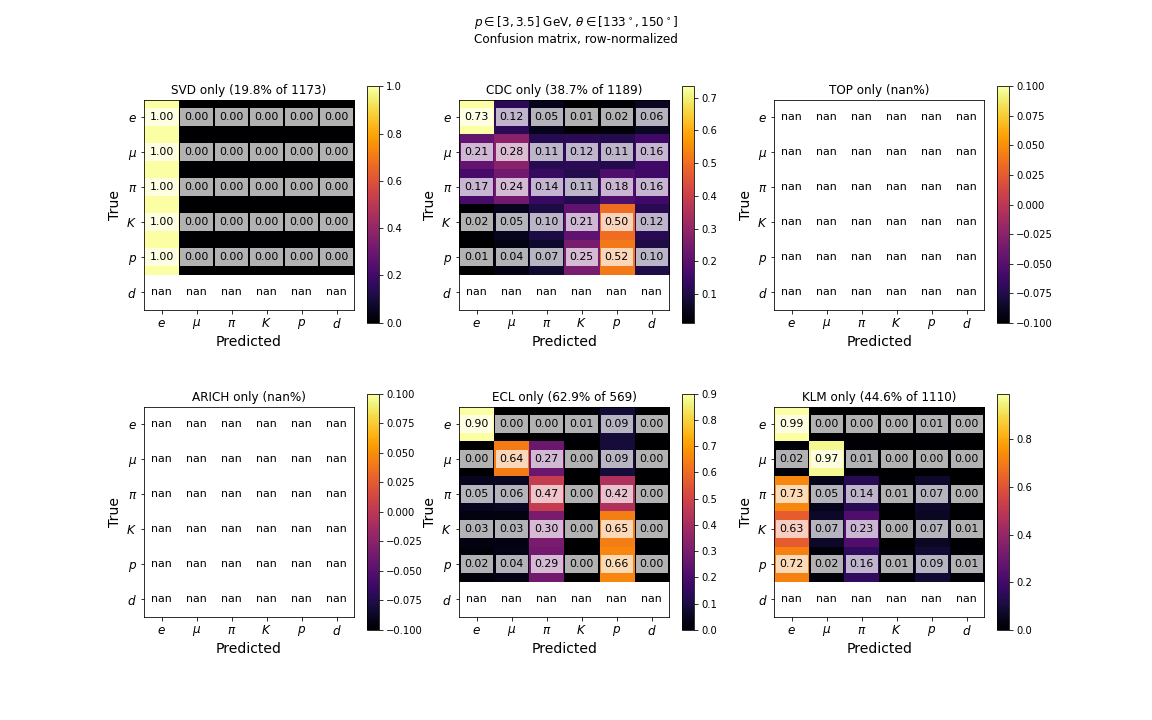 p ∈ [3, 3.5] GeV, θ ∈ [133°, 150°]
Confusion matrix, row-normalized
SVD only (19.8% of 1173)
True
e 1.00 0.00 0.00 0.00 0.00 0.00
μ 1.00 0.00 0.00 0.00 0.00 0.00
π 1.00 0.00 0.00 0.00 0.00 0.00
K 1.00 0.00 0.00 0.00 0.00 0.00
p 1.00 0.00 0.00 0.00 0.00 0.00
d nan nan nan nan nan nan
e μ π K p d
Predicted
1.0
0.8
0.6
0.4
0.2
0.0
CDC only (38.7% of 1189)
True
e 0.73 0.12 0.05 0.01 0.02 0.06
μ 0.21 0.28 0.11 0.12 0.11 0.16
π 0.17 0.24 0.14 0.11 0.18 0.16
K 0.02 0.05 0.10 0.21 0.50 0.12
p 0.01 0.04 0.07 0.25 0.52 0.10
d nan nan nan nan nan nan
e μ π K p d
Predicted
0.7
0.6
0.5
0.4
0.3
0.2
0.1
TOP only (nan%)
True
e nan nan nan nan nan nan
μ nan nan nan nan nan nan
π nan nan nan nan nan nan
K nan nan nan nan nan nan
p nan nan nan nan nan nan
d nan nan nan nan nan nan
e μ π K p d
Predicted
0.100
0.075
0.050
0.025
0.000
−0.025
−0.050
−0.075
−0.100
ARICH only (nan%)
True
e nan nan nan nan nan nan
μ nan nan nan nan nan nan
π nan nan nan nan nan nan
K nan nan nan nan nan nan
p nan nan nan nan nan nan
d nan nan nan nan nan nan
e μ π K p d
Predicted
0.100
0.075
0.050
0.025
0.000
−0.025
−0.050
−0.075
−0.100
ECL only (62.9% of 569)
True
e 0.90 0.00 0.00 0.01 0.09 0.00
μ 0.00 0.64 0.27 0.00 0.09 0.00
π 0.05 0.06 0.47 0.00 0.42 0.00
K 0.03 0.03 0.30 0.00 0.65 0.00
p 0.02 0.04 0.29 0.00 0.66 0.00
d nan nan nan nan nan nan
e μ π K p d
Predicted
0.9
0.8
0.7
0.6
0.5
0.4
0.3
0.2
0.1
0.0
KLM only (44.6% of 1110)
True
e 0.99 0.00 0.00 0.00 0.01 0.00
μ 0.02 0.97 0.01 0.00 0.00 0.00
π 0.73 0.05 0.14 0.01 0.07 0.00
K 0.63 0.07 0.23 0.00 0.07 0.01
p 0.72 0.02 0.16 0.01 0.09 0.01
d nan nan nan nan nan nan
e μ π K p d
Predicted
0.8
0.6
0.4
0.2
0.0